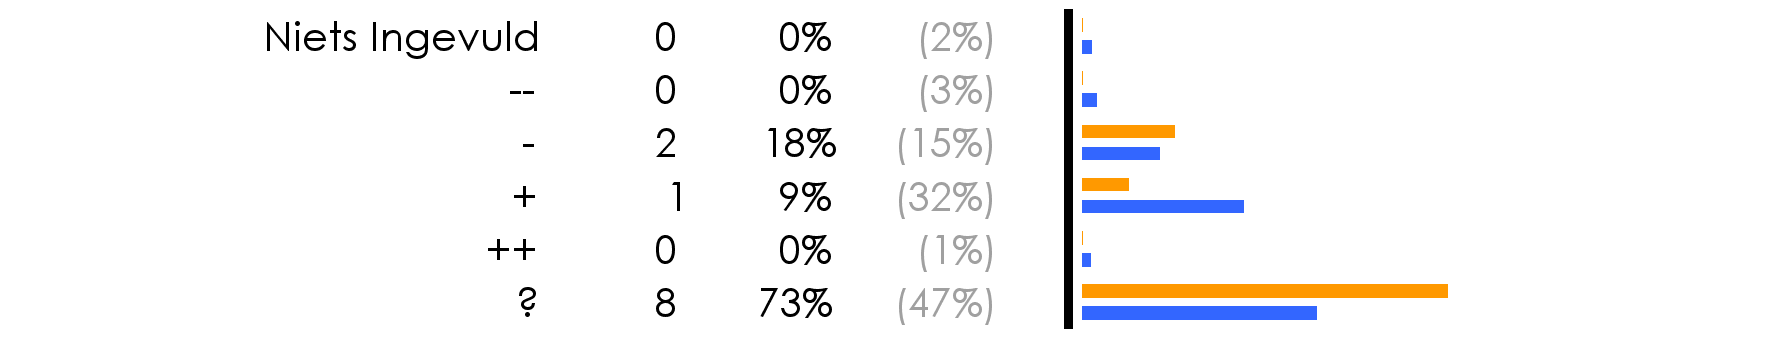 Niets Ingevuld 0 0% (2%)
-- 0 0% (3%)
- 2 18% (15%)
+ 1 9% (32%)
++ 0 0% (1%)
? 8 73% (47%)